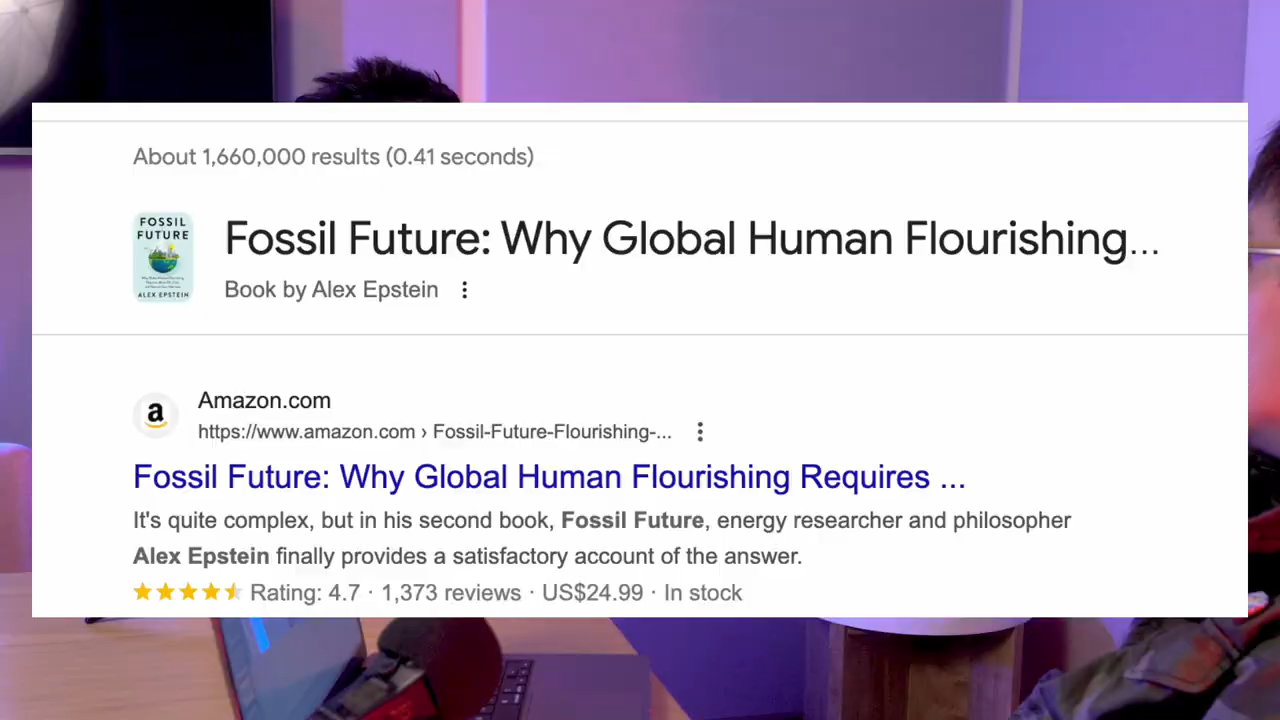 About 1,660,000 results (0.41 seconds)
FOSSIL
FUTURE
ALEX EPSTEIN
Fossil Future: Why Global Human Flourishing...
Book by Alex Epstein
a
Amazon.com
https://www.amazon.com › Fossil-Future-Flourishing-...
Fossil Future: Why Global Human Flourishing Requires ...
It's quite complex, but in his second book, Fossil Future, energy researcher and philosopher
Alex Epstein finally provides a satisfactory account of the answer.
Rating: 4.7 · 1,373 reviews · US$24.99 · In stock